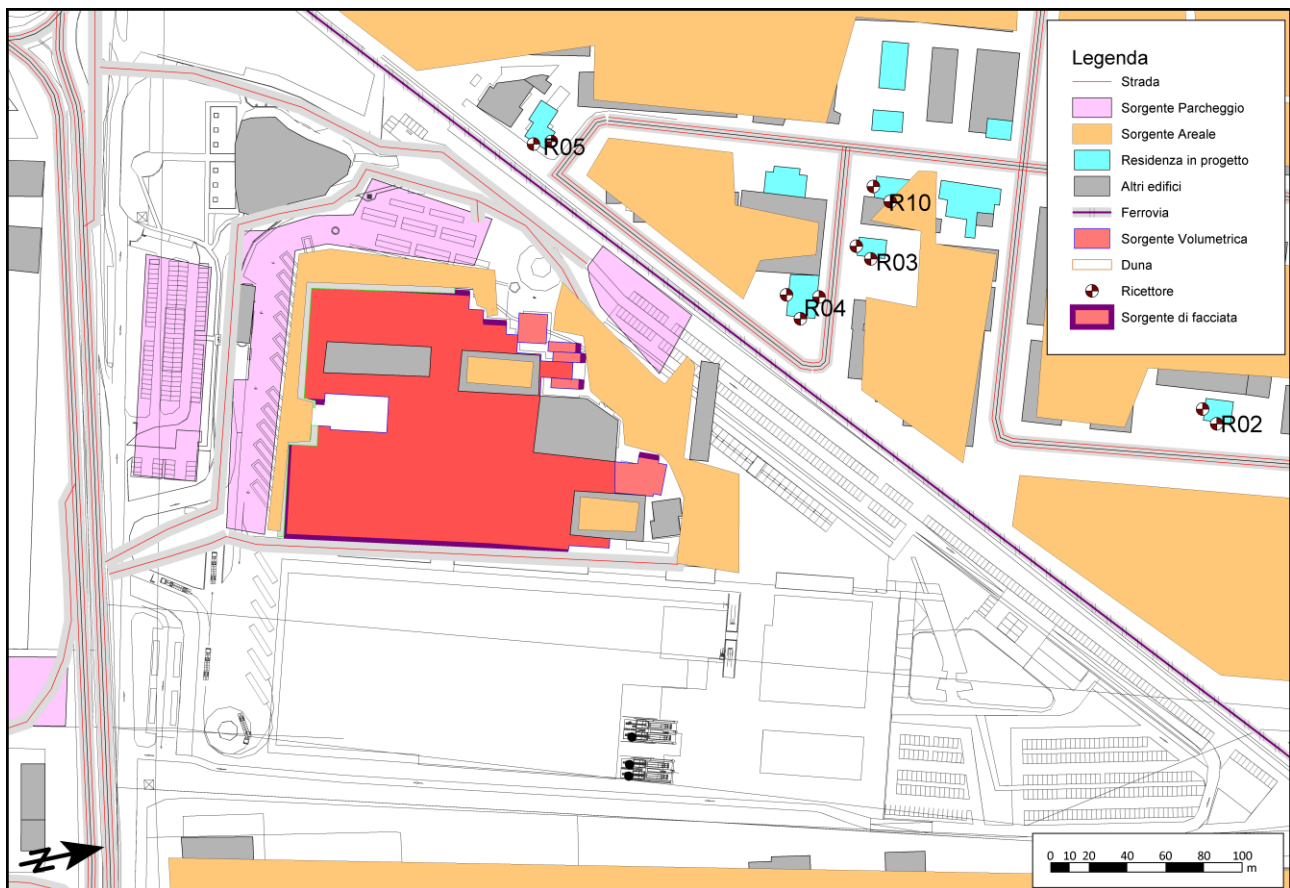 Legenda
Strada
Sorgente Parcheggio
Sorgente Areale
Residenza in progetto
Altri edifici
Ferrovia
Sorgente Volumetrica
Duna
Ricettore
Sorgente di facciata
R05
R10
R03
R04
R02
Z
0 10 20 40 60 80 100
m